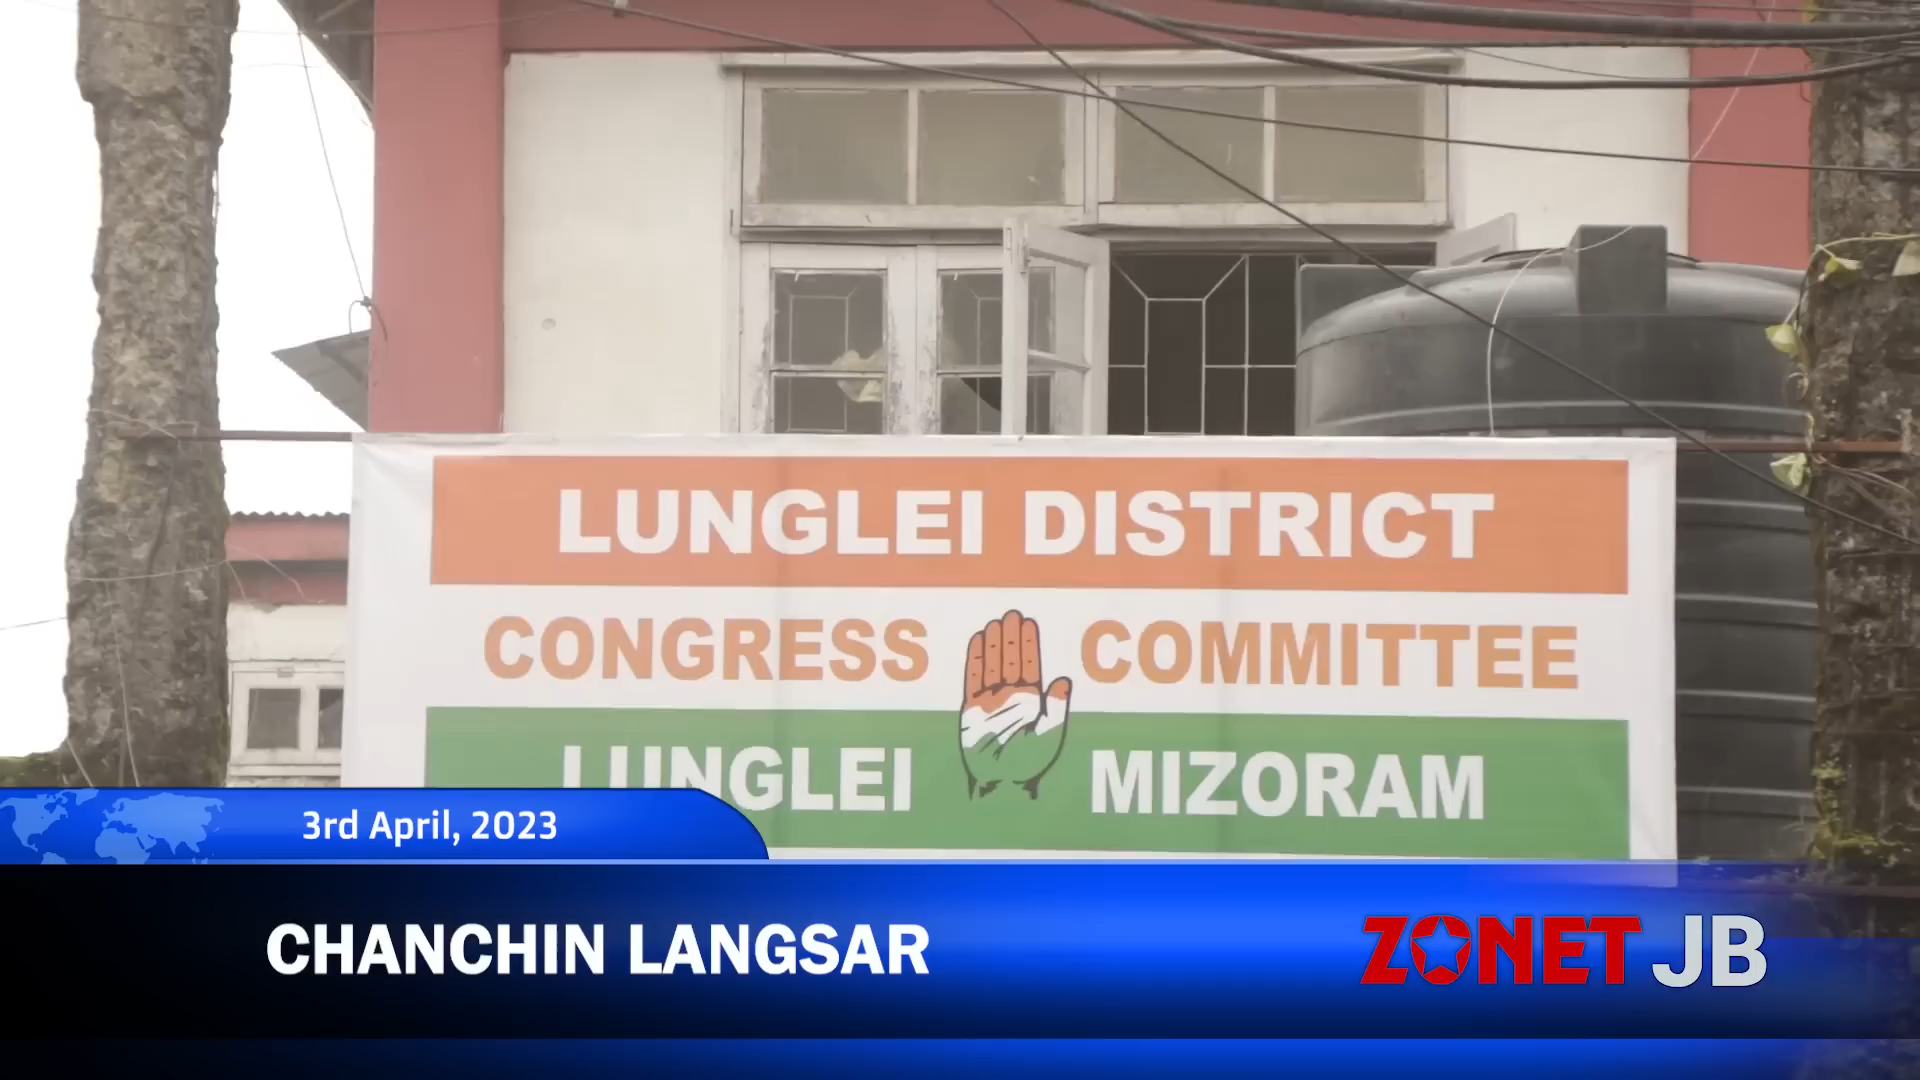 LUNGLEI DISTRICT
CONGRESS COMMITTEE
LUNGLEI MIZORAM
3rd April, 2023
CHANCHIN LANGSAR
ZONET JB